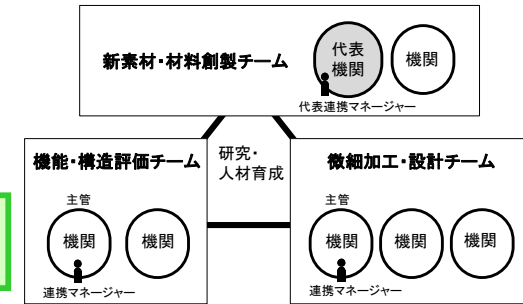 新素材・材料創製チーム
代表
機関
機関
代表連携マネージャー
機能・構造評価チーム
主管
機関
機関
連携マネージャー
研究・
人材育成
微細加工・設計チーム
主管
機関
機関
機関
連携マネージャー